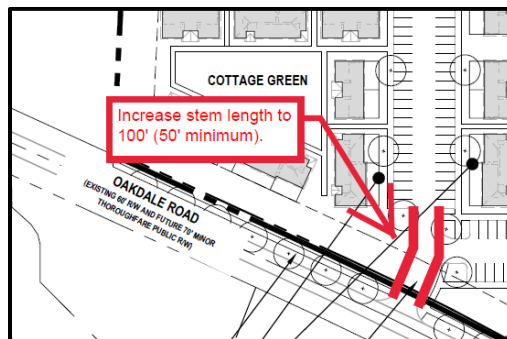 COTTAGE GREEN
Increase stem length to
100' (50' minimum).
OAKDALE ROAD
(EXISTING 60' R/W AND FUTURE 70' MINOR
THOROUGHFARE PUBLIC R/W)